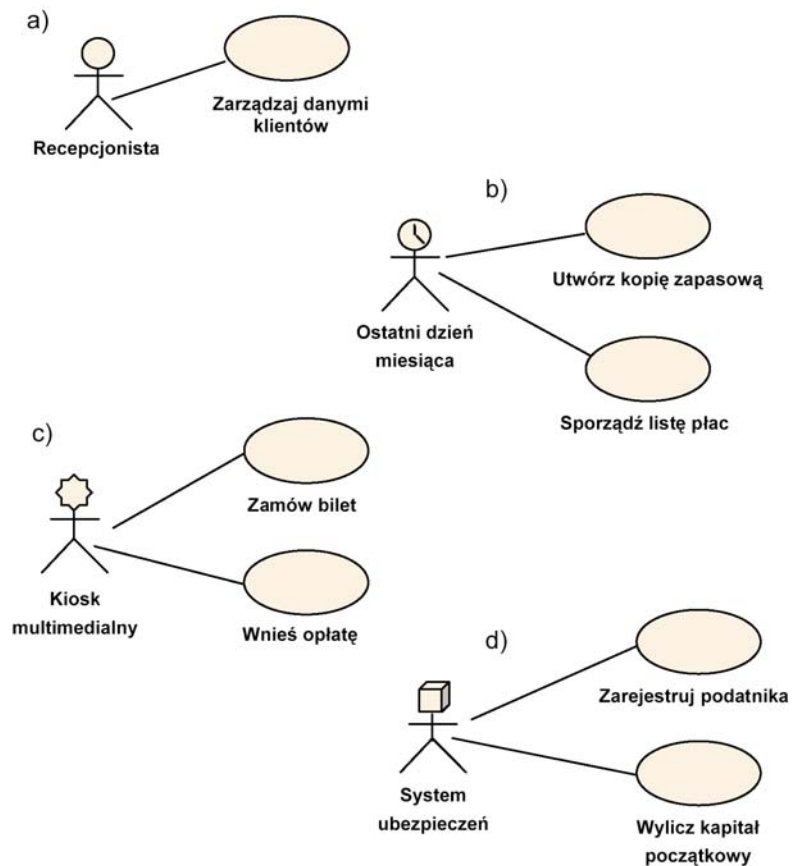 a)
Recepcjonista
Zarządzaj danymi
klientów
b)
Ostatni dzień
miesiąca
Utwórz kopię zapasową
Sporządź listę płac
c)
Kiosk
multimedialny
Zamów bilet
Wnieś opłatę
d)
System
ubezpieczeń
Zarejestruj podatnika
Wylicz kapitał
początkowy